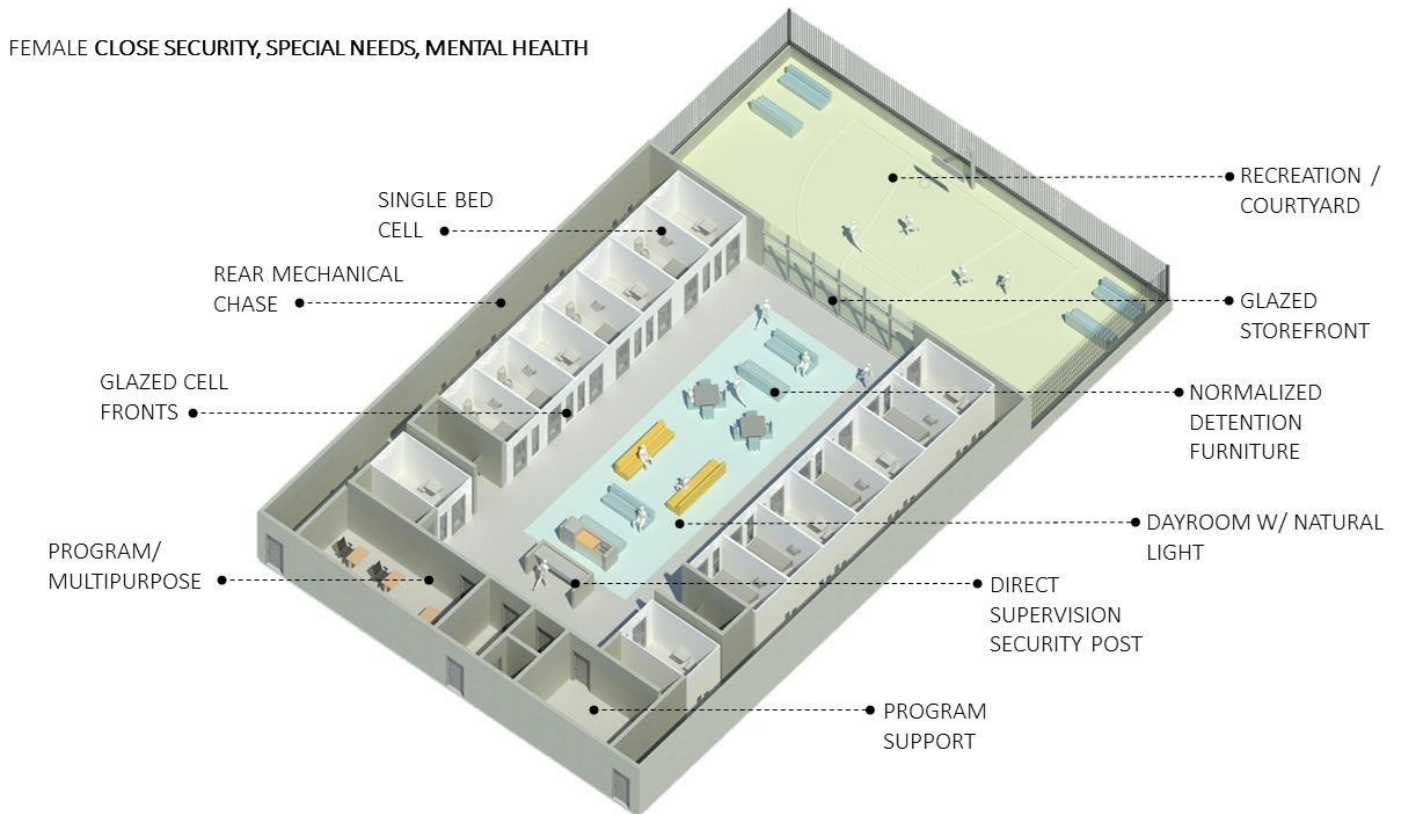 FEMALE CLOSE SECURITY, SPECIAL NEEDS, MENTAL HEALTH
SINGLE BED
CELL
REAR MECHANICAL
CHASE
GLAZED CELL
FRONTS
PROGRAM/
MULTIPURPOSE
RECREATION /
COURTYARD
GLAZED
STOREFRONT
NORMALIZED
DETENTION
FURNITURE
DAYROOM W/ NATURAL
LIGHT
DIRECT
SUPERVISION
SECURITY POST
PROGRAM
SUPPORT